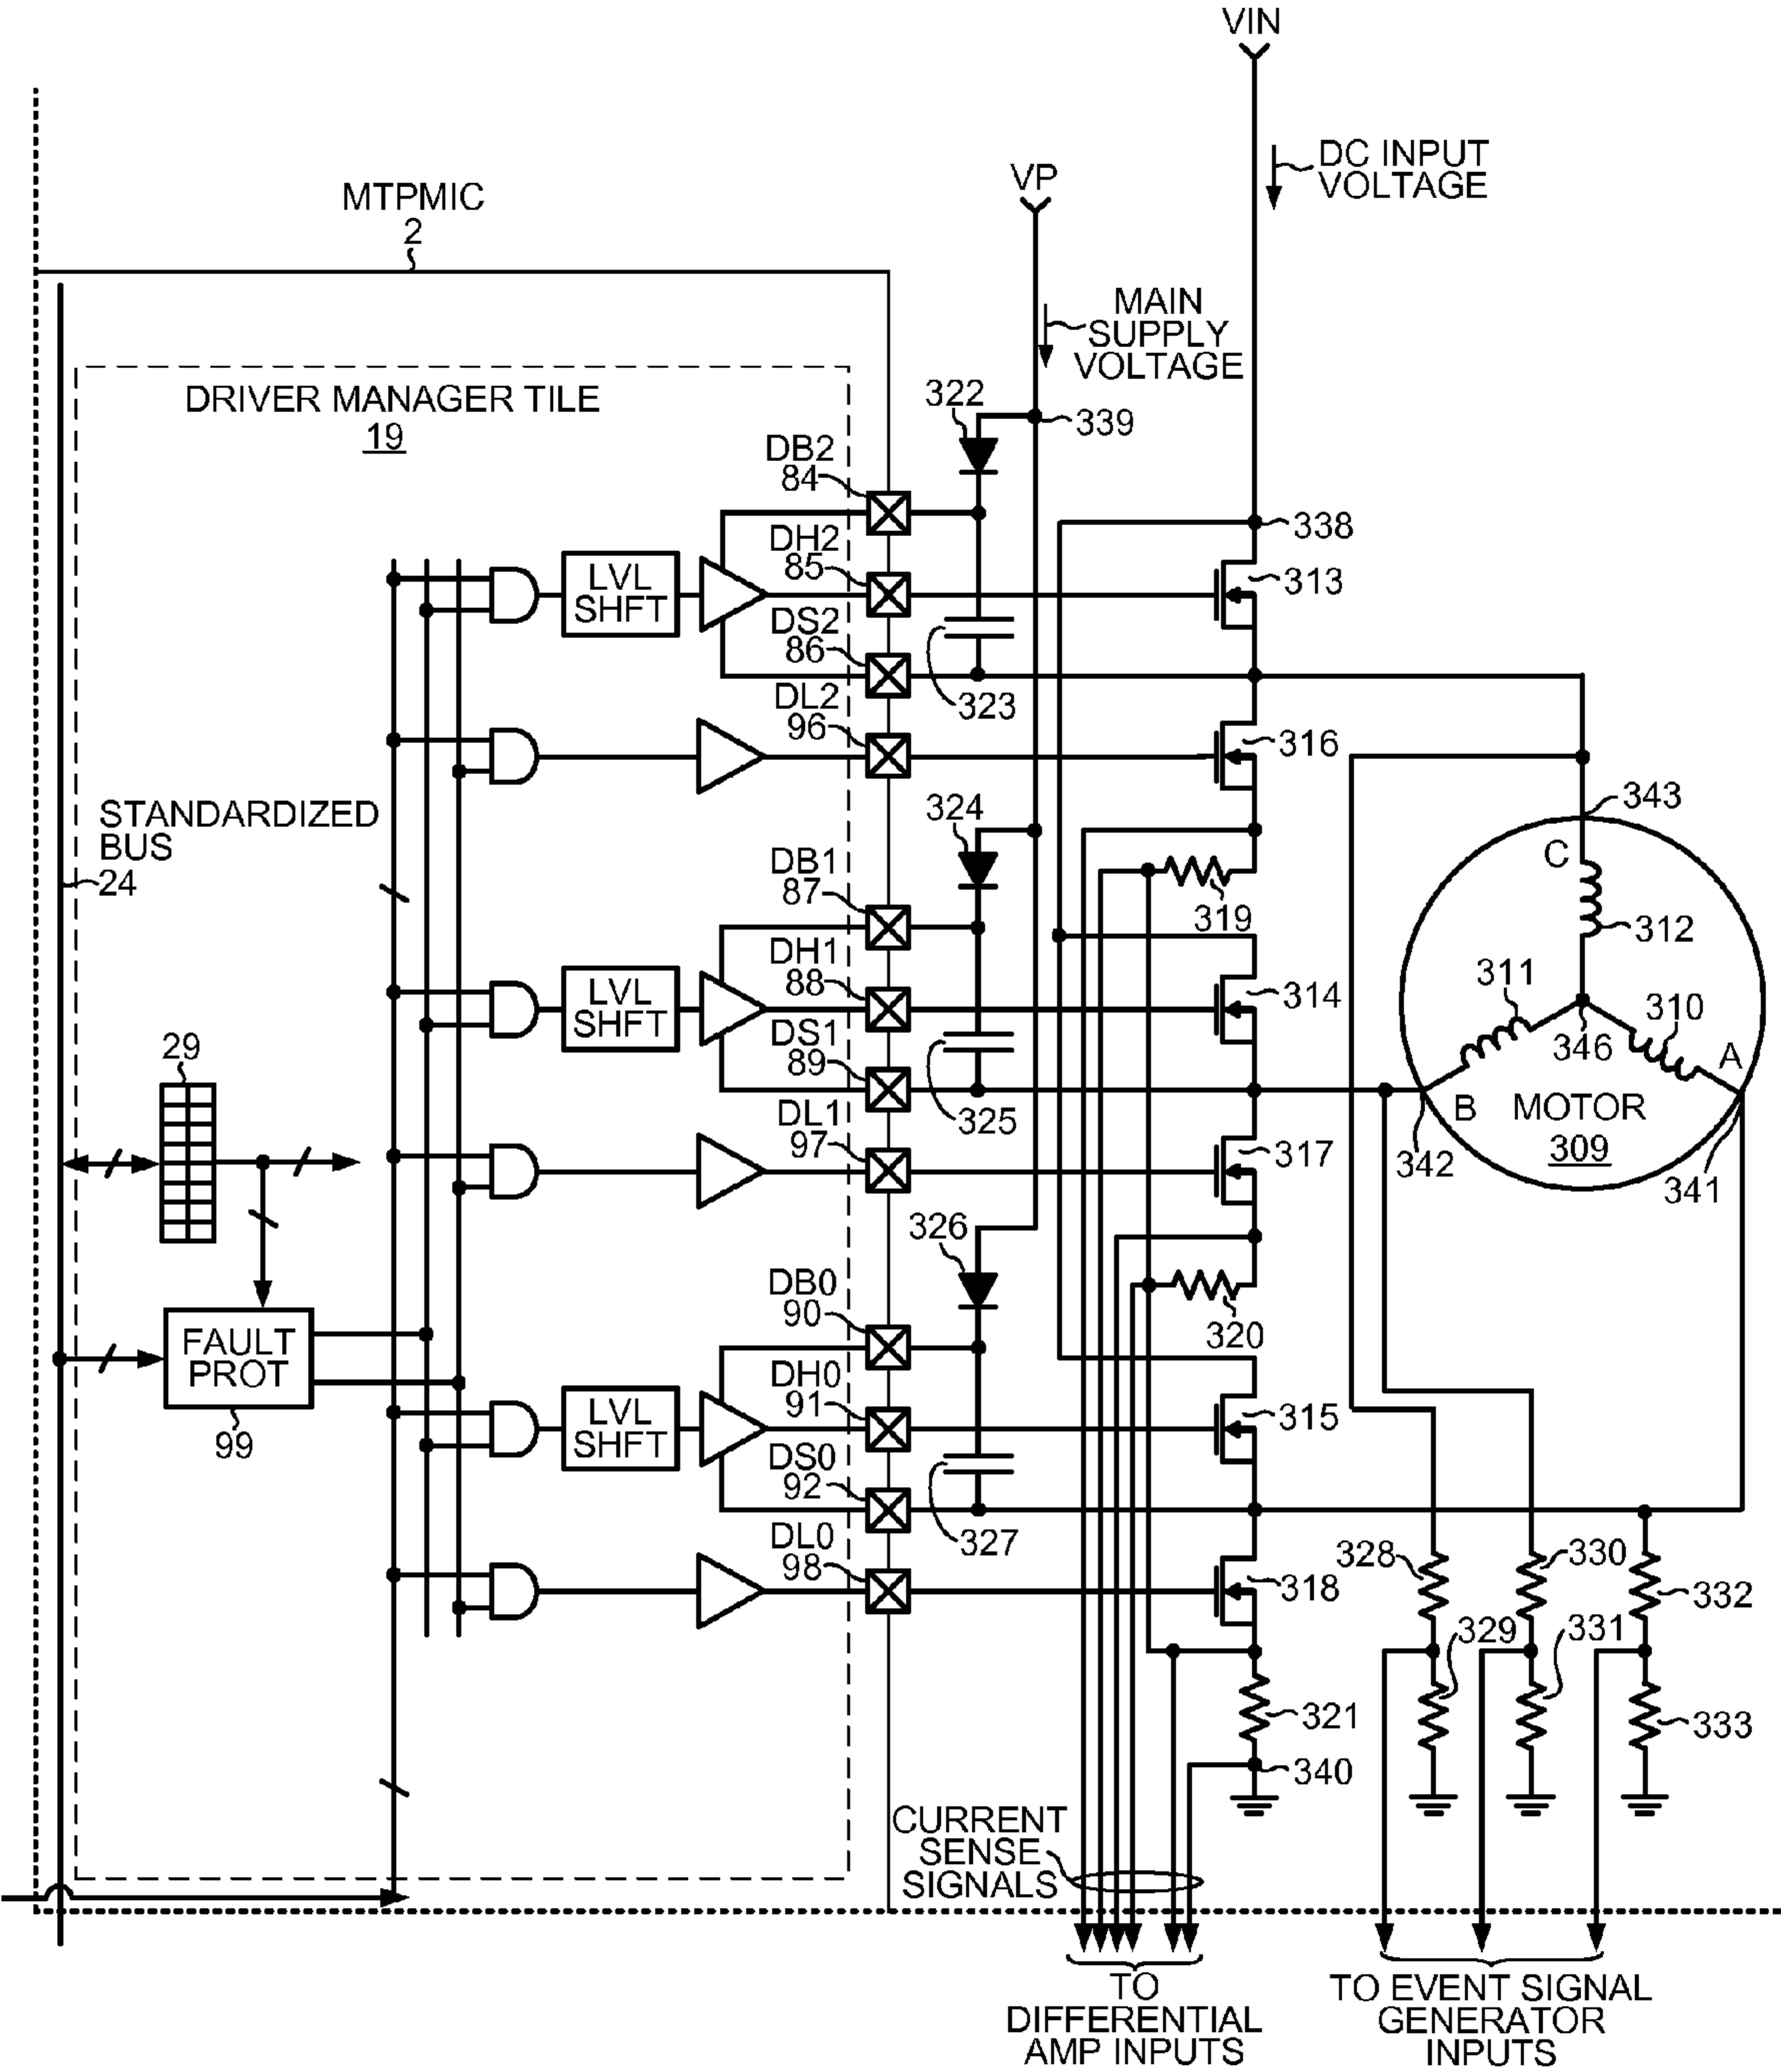 VIN
DC INPUT
VOLTAGE
VP
MTPMIC
2
MAIN
SUPPLY
VOLTAGE
DRIVER MANAGER TILE
19
322
339
DB2
84
338
DH2
85
LVL
SHFT
313
DS2
86
323
DL2
96
316
STANDARDIZED
BUS
24
324
343
C
DB1
87
319
312
DH1
88
LVL
SHFT
314
311
310
346
A
29
DS1
89
325
B
MOTOR
309
DL1
97
317
342
341
326
DB0
90
320
FAULT
PROT
99
DH0
91
LVL
SHFT
315
DS0
92
327
DL0
98
318
328
330
332
329
331
321
333
340
CURRENT
SENSE
SIGNALS
TO
DIFFERENTIAL
AMP INPUTS
TO EVENT SIGNAL
GENERATOR
INPUTS